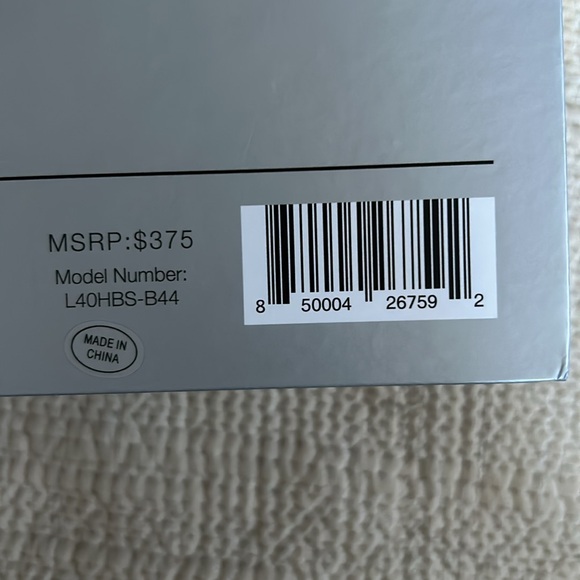 MSRP:$375
Model Number:
L40HBS-B44
MADE IN
CHINA
8 50004 26759 2